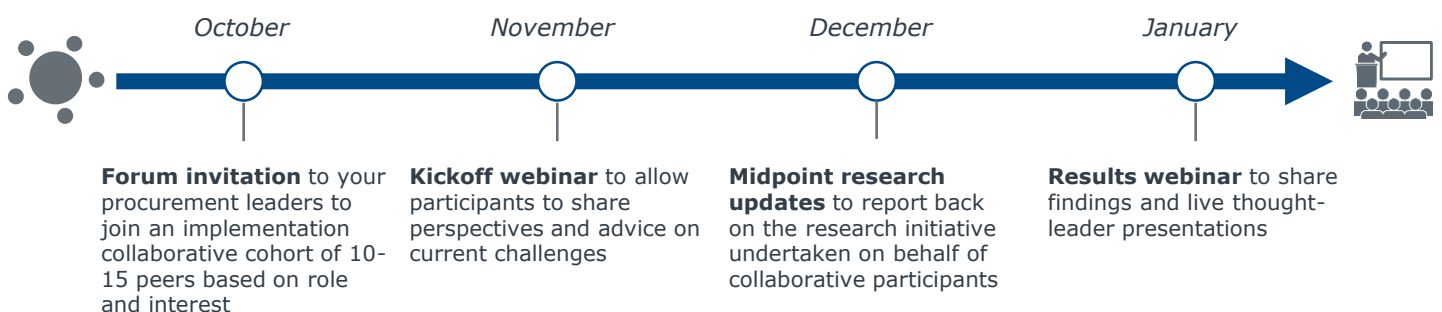 October
November
December
January
Forum invitation to your
procurement leaders to
join an implementation
collaborative cohort of 10-
15 peers based on role
and interest
Kickoff webinar to allow
participants to share
perspectives and advice on
current challenges
Midpoint research
updates to report back
on the research initiative
undertaken on behalf of
collaborative participants
Results webinar to share
findings and live thought-
leader presentations